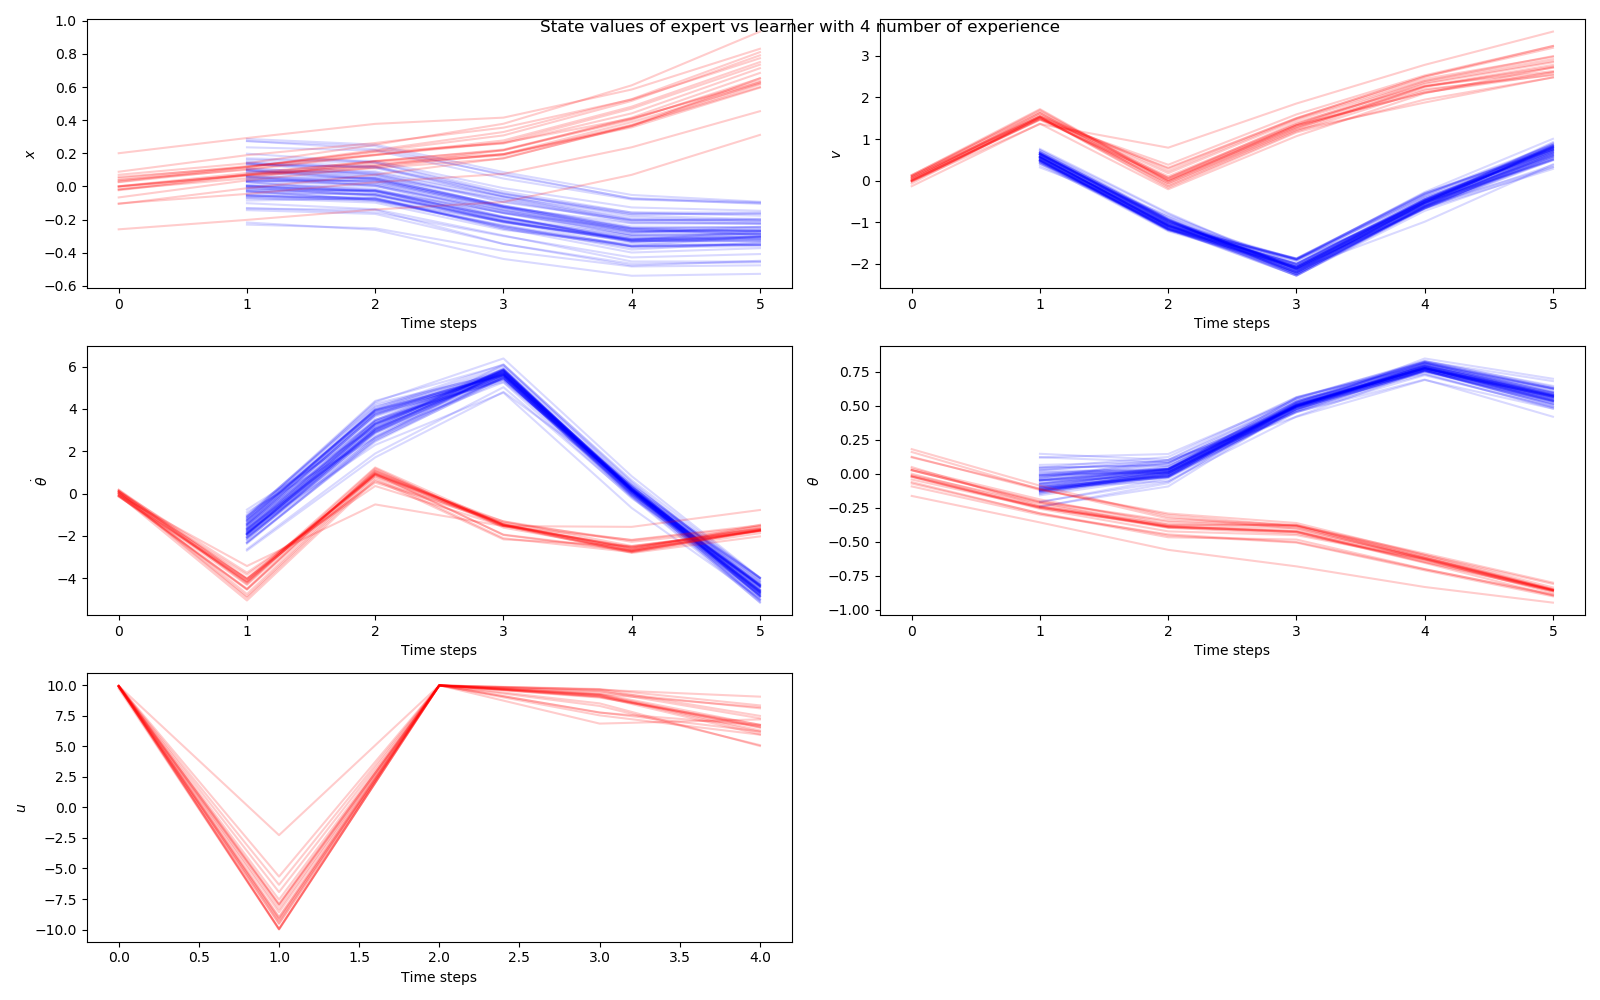 State values of expert vs learner with 4 number of experience
1.0
0.8
0.6
0.4
0.2
0.0
−0.2
−0.4
−0.6
x
0 1 2 3 4 5
Time steps
3
2
1
0
−1
−2
v
0 1 2 3 4 5
Time steps
6
4
2
0
−2
−4
θ̇
0 1 2 3 4 5
Time steps
0.75
0.50
0.25
0.00
−0.25
−0.50
−0.75
−1.00
θ
0 1 2 3 4 5
Time steps
10.0
7.5
5.0
2.5
0.0
−2.5
−5.0
−7.5
−10.0
u
0.0 0.5 1.0 1.5 2.0 2.5 3.0 3.5 4.0
Time steps